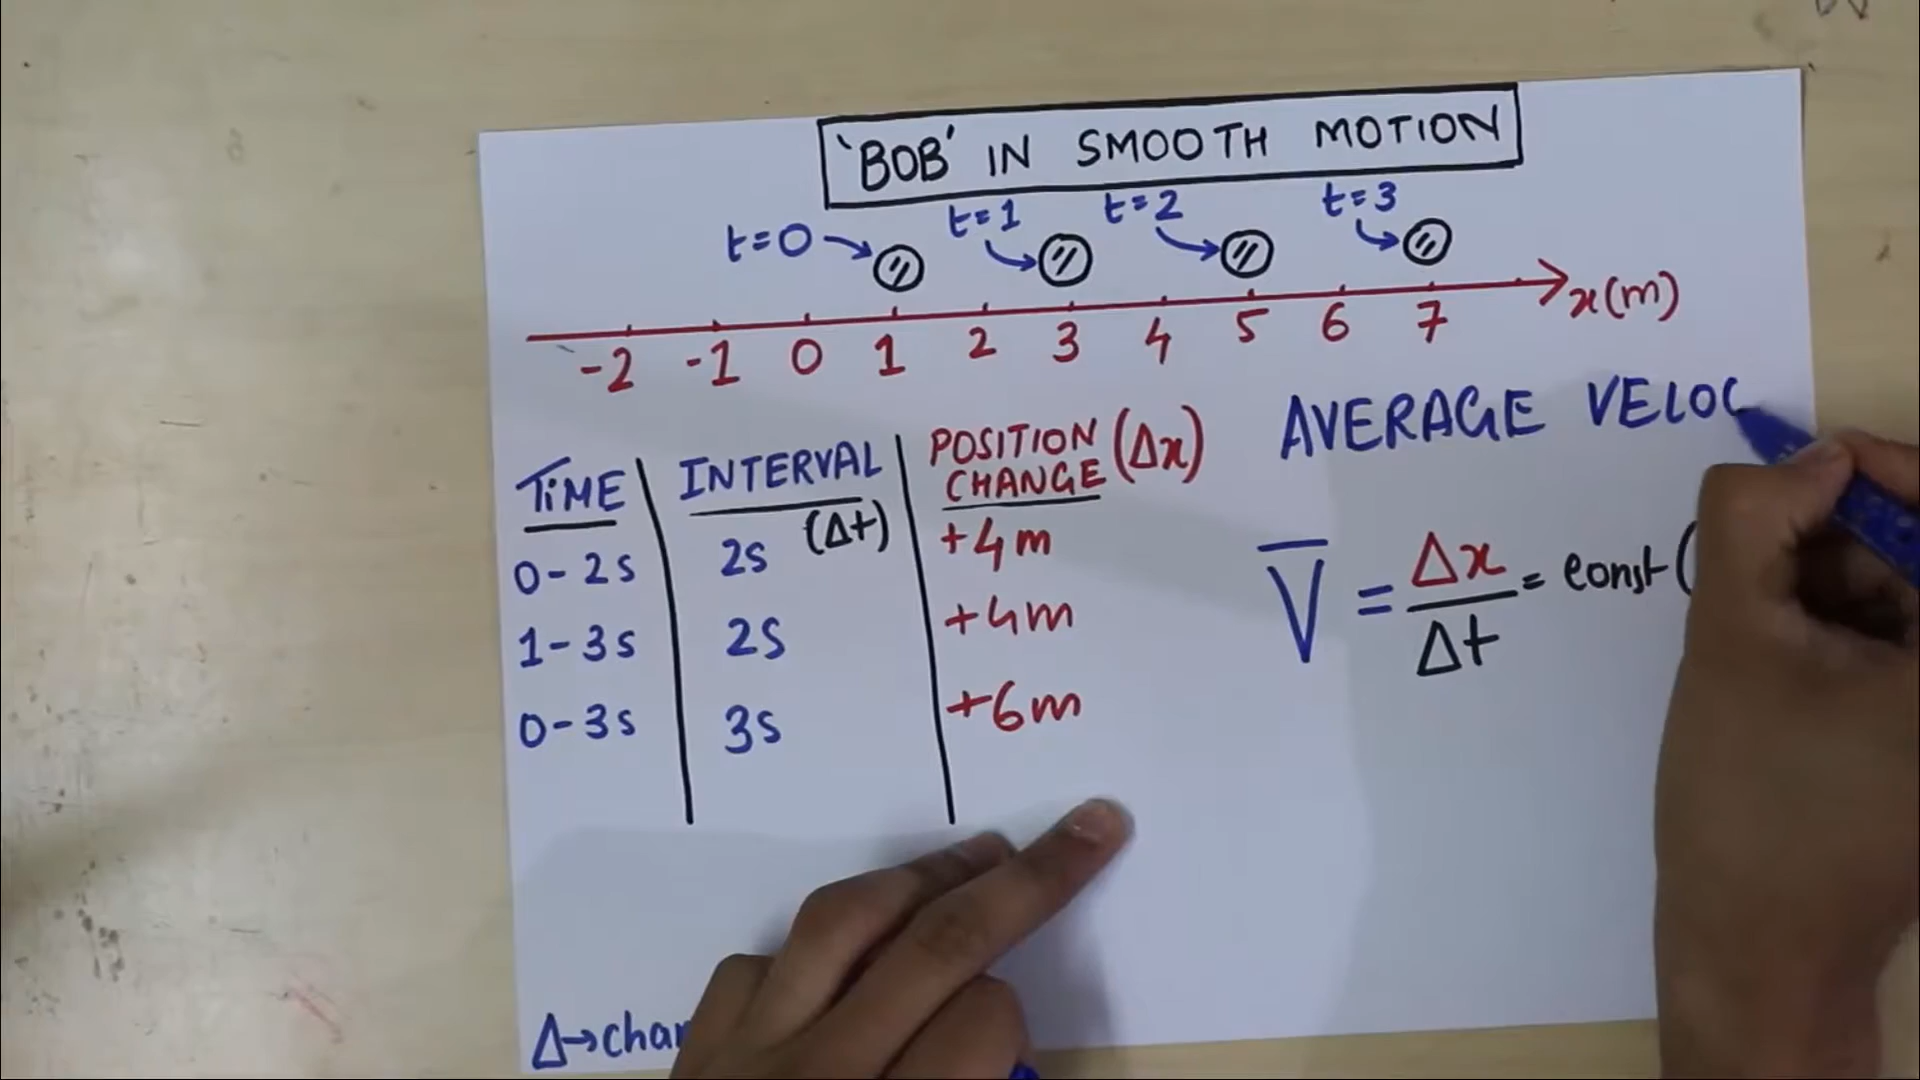 'BOB' IN SMOOTH MOTION
t=0 t=1 t=2 t=3
-2 -1 0 1 2 3 4 5 6 7 x(m)
AVERAGE VELOC
TIME INTERVAL (Δt) POSITION CHANGE (Δx)
0-2s 2s +4m
1-3s 2s +4m
0-3s 3s +6m
V̅ = Δx/Δt = const (
Δ→